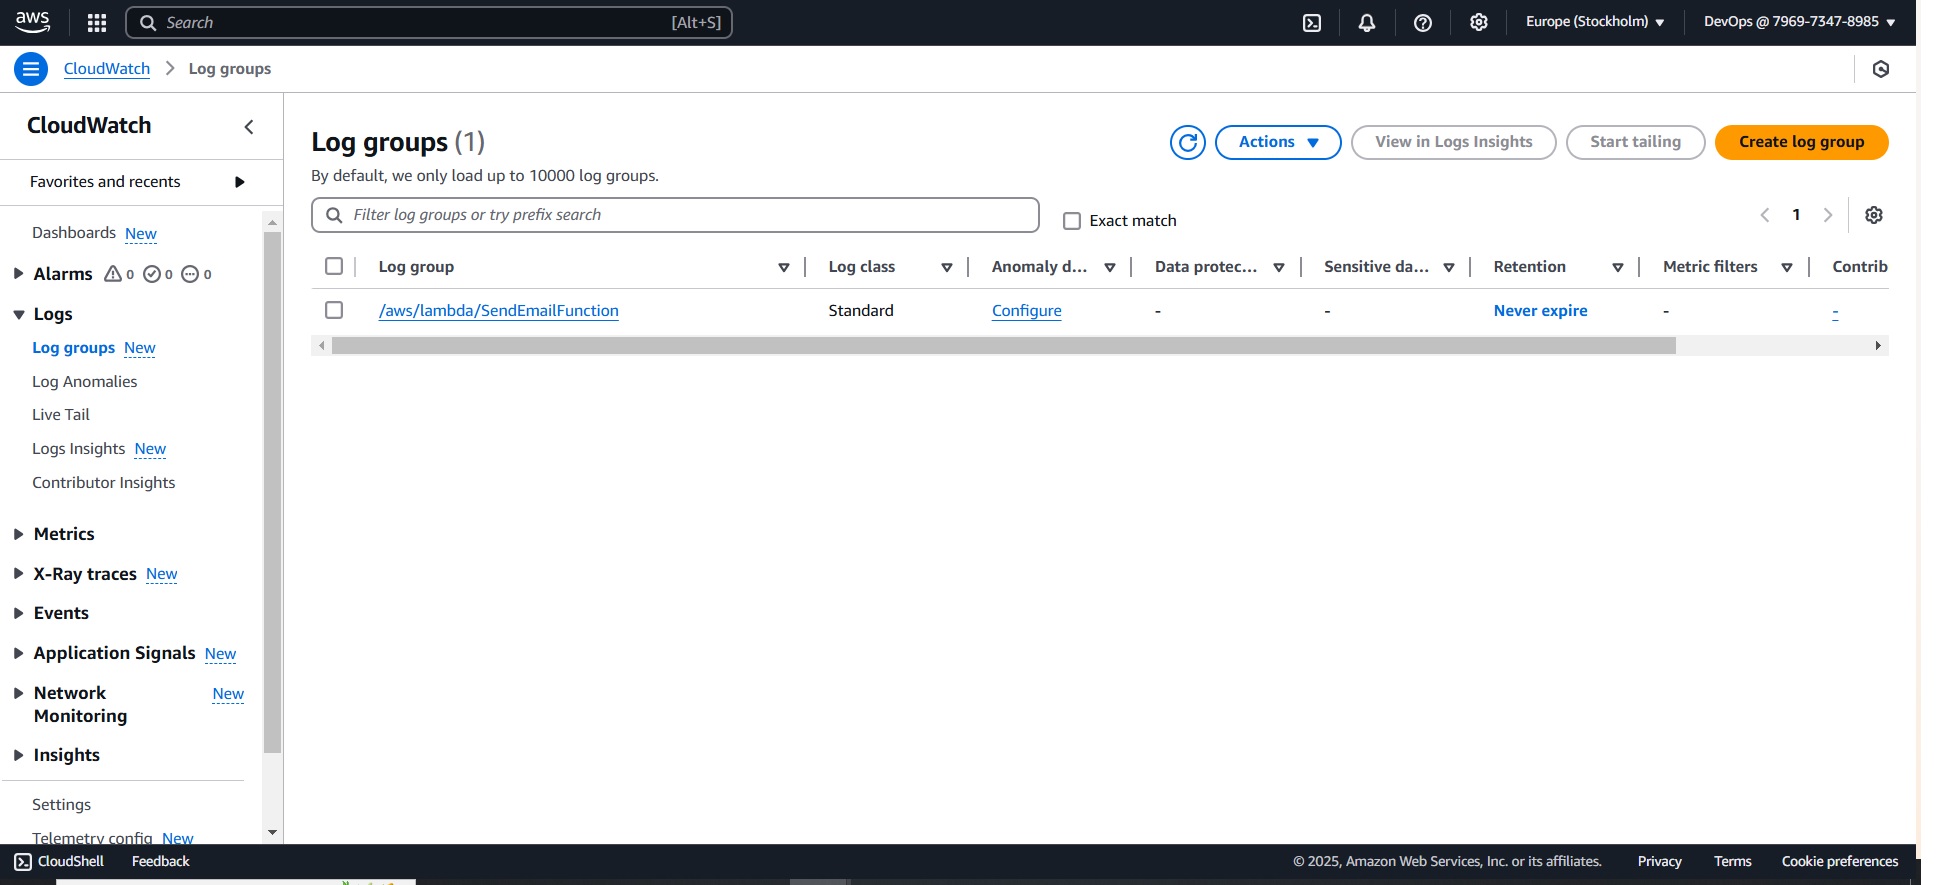 aws
Search [Alt+S]
Europe (Stockholm)
DevOps @ 7969-7347-8985
CloudWatch
Log groups
CloudWatch
Favorites and recents
Dashboards New
Alarms 0 0 0
Logs
Log groups New
Log Anomalies
Live Tail
Logs Insights New
Contributor Insights
Metrics
X-Ray traces New
Events
Application Signals New
Network Monitoring New
Insights
Settings
Telemetry config New
Log groups (1)
By default, we only load up to 10000 log groups.
Actions
View in Logs Insights
Start tailing
Create log group
Filter log groups or try prefix search
Exact match
1
Log group Log class Anomaly d... Data protec... Sensitive da... Retention Metric filters Contrib
/aws/lambda/SendEmailFunction Standard Configure - - Never expire - -
CloudShell Feedback
© 2025, Amazon Web Services, Inc. or its affiliates. Privacy Terms Cookie preferences